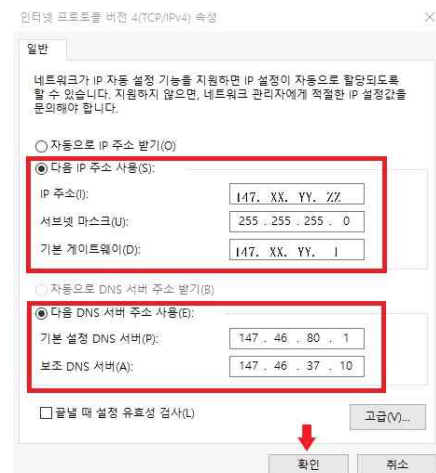 인터넷 프로토콜 버전 4(TCP/IPv4) 속성
일반
네트워크가 IP 자동 설정 기능을 지원하면 IP 설정이 자동으로 할당되도록
할 수 있습니다. 지원하지 않으면, 네트워크 관리자에게 적절한 IP 설정값을
문의해야 합니다.
자동으로 IP 주소 받기(O)
다음 IP 주소 사용(S):
IP 주소(I): 147. XX. YY. ZZ
서브넷 마스크(U): 255 . 255 . 255 . 0
기본 게이트웨이(D): 147. XX. YY. 1
자동으로 DNS 서버 주소 받기(B)
다음 DNS 서버 주소 사용(E):
기본 설정 DNS 서버(P): 147 . 46 . 80 . 1
보조 DNS 서버(A): 147 . 46 . 37 . 10
끝낼 때 설정 유효성 검사(L)
고급(V)...
확인 취소